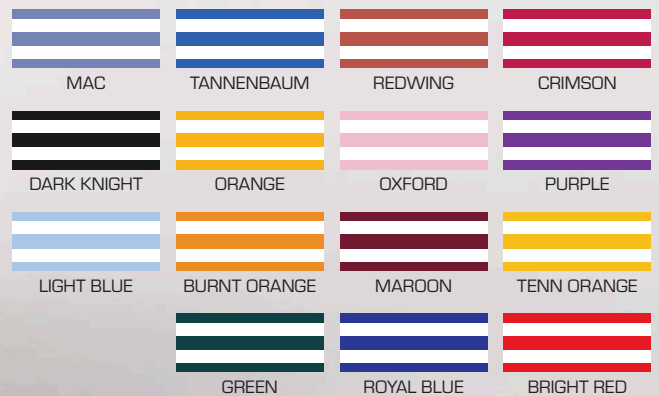 MAC TANNENBAUM REDWING CRIMSON
DARK KNIGHT ORANGE OXFORD PURPLE
LIGHT BLUE BURNT ORANGE MAROON TENN ORANGE
GREEN ROYAL BLUE BRIGHT RED